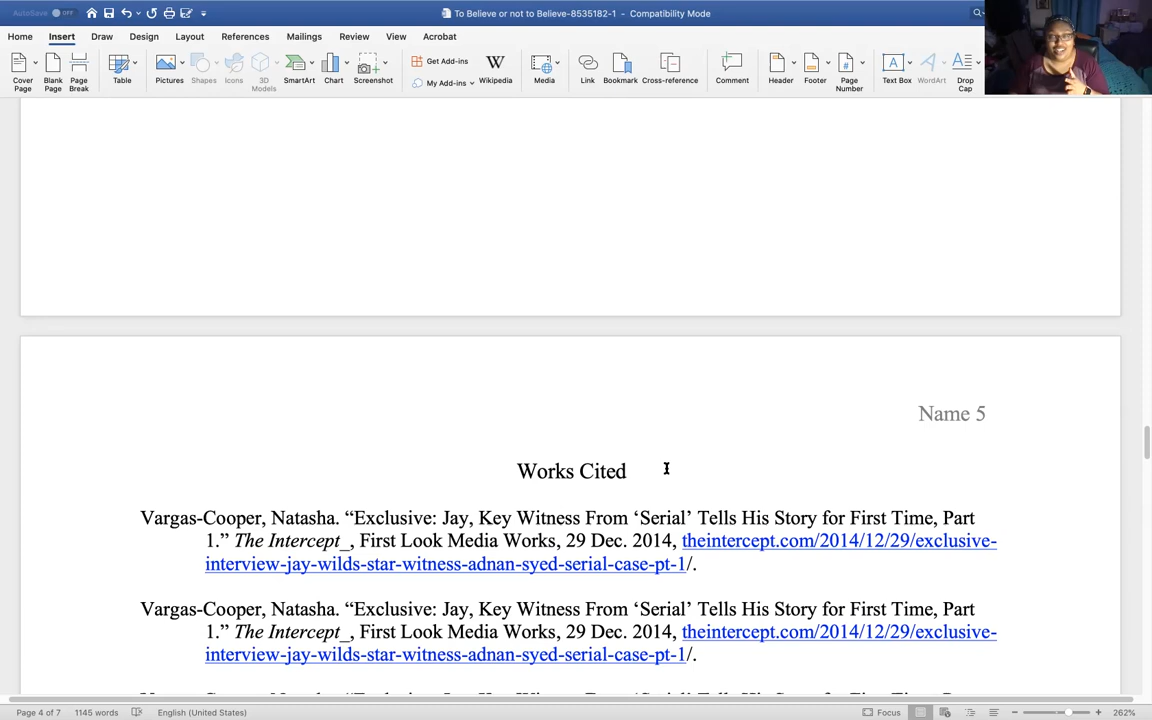 AutoSave OFF
To Believe or not to Believe-8535182-1 - Compatibility Mode
Home Insert Draw Design Layout References Mailings Review View Acrobat
Cover Page
Blank Page
Page Break
Table
Pictures
Shapes
Icons
3D Models
SmartArt
Chart
Screenshot
Get Add-ins
My Add-ins
W
Wikipedia
Media
Link
Bookmark
Cross-reference
Comment
Header
Footer
Page Number
Text Box
WordArt
Drop Cap
Name 5
Works Cited
Vargas-Cooper, Natasha. “Exclusive: Jay, Key Witness From ‘Serial’ Tells His Story for First Time, Part
1.” The Intercept_, First Look Media Works, 29 Dec. 2014, theintercept.com/2014/12/29/exclusive-
interview-jay-wilds-star-witness-adnan-syed-serial-case-pt-1/.
Vargas-Cooper, Natasha. “Exclusive: Jay, Key Witness From ‘Serial’ Tells His Story for First Time, Part
1.” The Intercept_, First Look Media Works, 29 Dec. 2014, theintercept.com/2014/12/29/exclusive-
interview-jay-wilds-star-witness-adnan-syed-serial-case-pt-1/.
Page 4 of 7 1145 words English (United States) Focus 262%